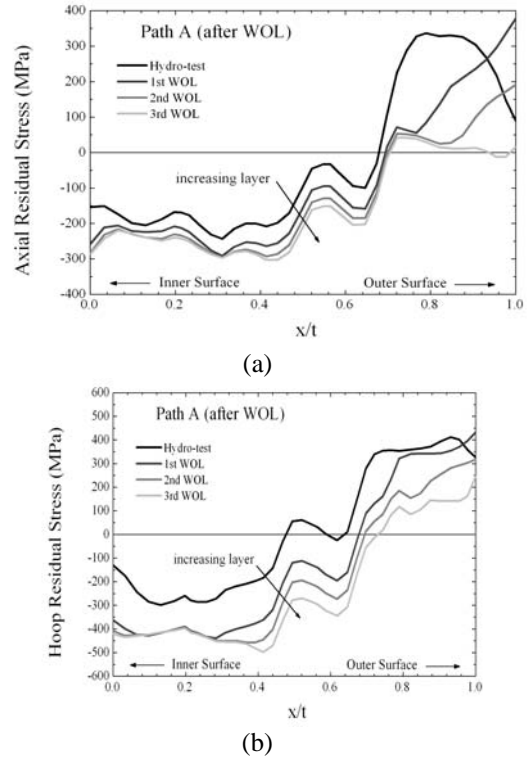 400
Path A (after WOL)
300
Hydro-test
200
1st WOL
2nd WOL
100
3rd WOL
0
increasing layer
-100
-200
-300
Inner Surface
Outer Surface
-400
0.0
0.2
0.4
0.6
0.8
1.0
Axial Residual Stress (MPa)
x/t
(a)
600
500
Path A (after WOL)
400
Hydro-test
300
1st WOL
200
2nd WOL
100
3rd WOL
0
-100
increasing layer
-200
-300
-400
-500
Inner Surface
Outer Surface
-600
0.0
0.2
0.4
0.6
0.8
1.0
Hoop Residual Stress (MPa)
x/t
(b)